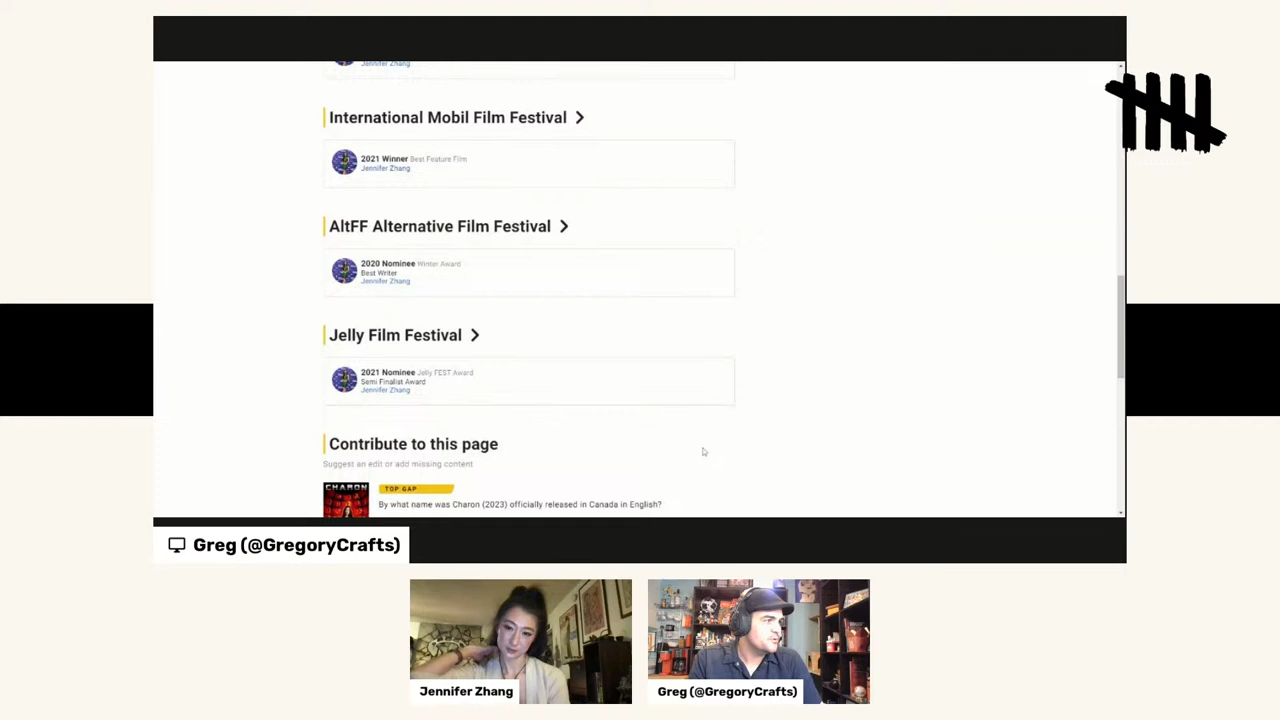 Jennifer Zhang
International Mobil Film Festival
2021 Winner Best Feature Film
Jennifer Zhang
AltFF Alternative Film Festival
2020 Nominee Winter Award
Best Writer
Jennifer Zhang
Jelly Film Festival
2021 Nominee Jelly FEST Award
Semi Finalist Award
Jennifer Zhang
Contribute to this page
Suggest an edit or add missing content
CHARON
TOP GAP
By what name was Charon (2023) officially released in Canada in English?
Greg (@GregoryCrafts)
Jennifer Zhang
Greg (@GregoryCrafts)